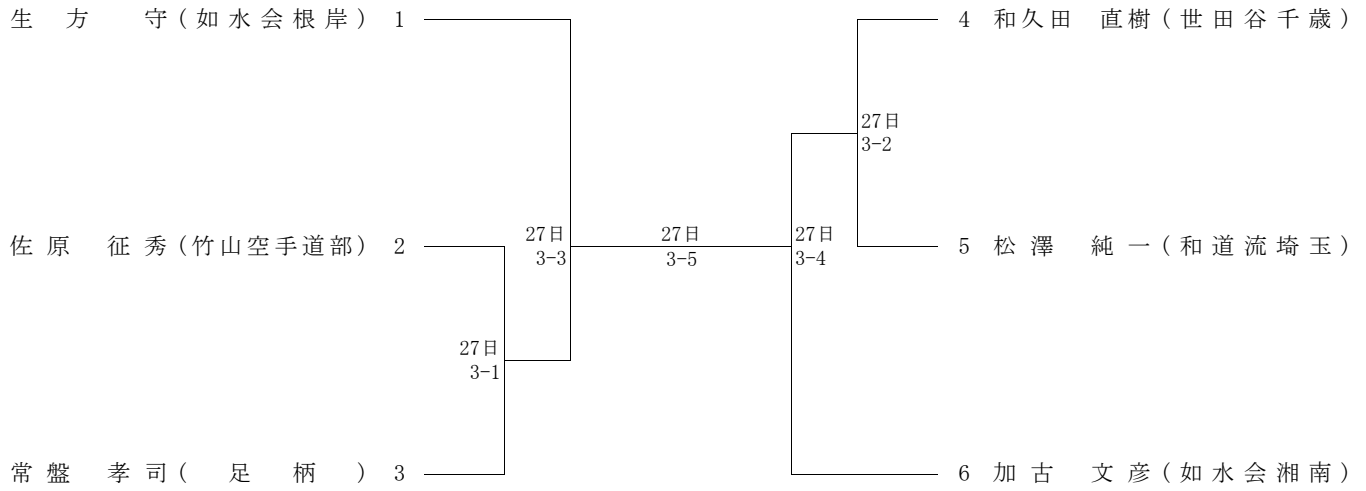 生方 守(如水会根岸) 1
4 和久田 直樹(世田谷千歳)
27日
3-2
佐原 征秀(竹山空手道部) 2
27日
3-3
27日
3-5
27日
3-4
5 松澤 純一(和道流埼玉)
27日
3-1
常盤 孝司(足柄) 3
6 加古 文彦(如水会湘南)